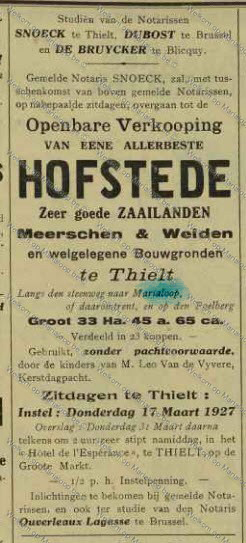 Studiën van de Notarissen
SNOECK te Thielt, DUBOST te Brussel
en DE BRUYCKER te Blicquy.
Gemelde Notaris SNOECK, zal, met tus-
schenkomst van boven gemelde Notarissen,
op nabepaalde zitdagen, overgaan tot de
Openbare Verkooping
VAN EENE ALLERBESTE
HOFSTEDE
Zeer goede ZAAILANDEN
Meerschen & Weiden
en welgelegene Bouwgronden
te Thielt
Langs den steenweg naar Marialoop,
of daaromtrent, en op den Poelberg
Groot 33 Ha. 45 a. 65 ca.
Verdeeld in 23 koopen. —
Gebruikt, zonder pachtvoorwaarde,
door de kinders van M. Leo Van de Vyvere,
Kerstdagpacht.
Zitdagen te Thielt :
Instel : Donderdag 17 Maart 1927
Overslag : Donderdag 31 Maart daarna
telkens om 2 uur geer stipt namiddag, in het
« Hotel de l'Espérance », te THIELT, op de
Groote Markt.
— 1/2 p. h. Instelpenning. —
Inlichtingen te bekomen bij gemelde Nota-
rissen, en ook ter studie van den Notaris
Ouverleaux Lagasse te Brussel.